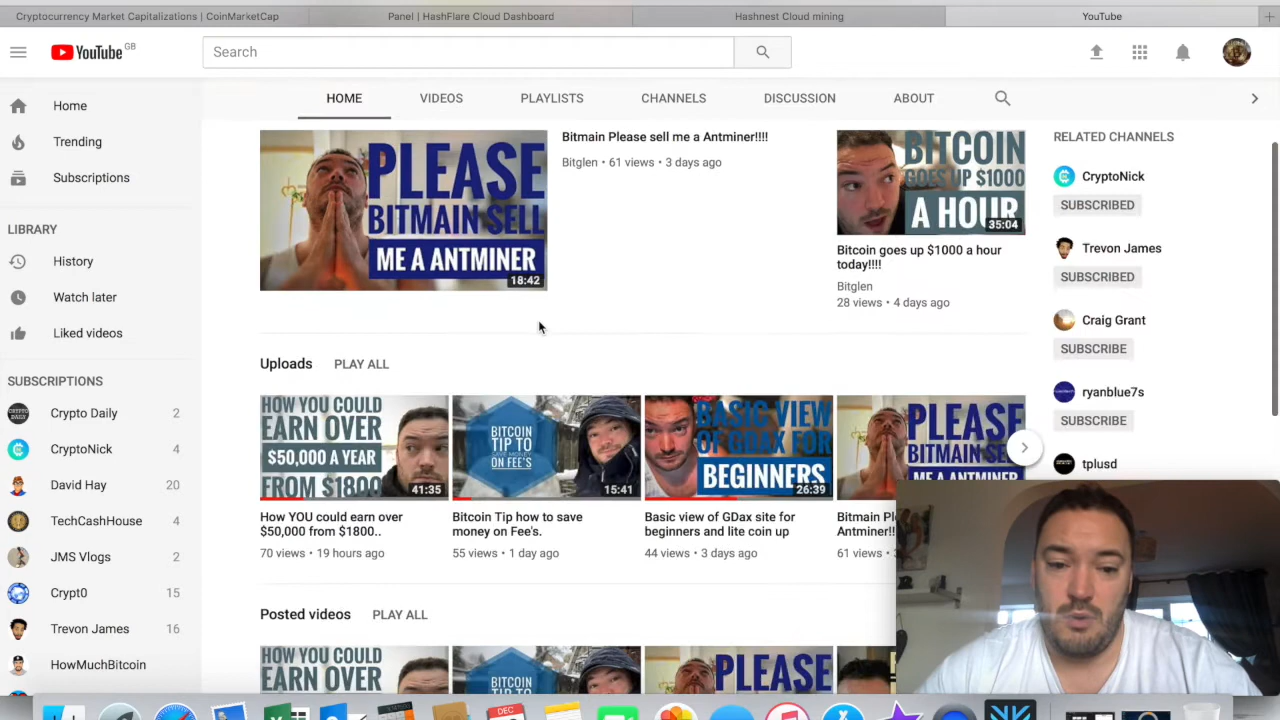 Cryptocurrency Market Capitalizations | CoinMarketCap
Panel | HashFlare Cloud Dashboard
Hashnest Cloud mining
YouTube
YouTube GB
Search
Home
Trending
Subscriptions
LIBRARY
History
Watch later
Liked videos
SUBSCRIPTIONS
Crypto Daily 2
CryptoNick 4
David Hay 20
TechCashHouse 4
JMS Vlogs 2
Crypt0 15
Trevon James 16
HowMuchBitcoin
HOME
VIDEOS
PLAYLISTS
CHANNELS
DISCUSSION
ABOUT
PLEASE
BITMAIN SELL
ME A ANTMINER
18:42
Bitmain Please sell me a Antminer!!!!
Bitglen • 61 views • 3 days ago
BITCOIN
GOES UP $1000
A HOUR
35:04
Bitcoin goes up $1000 a hour
today!!!!
Bitglen
28 views • 4 days ago
Uploads PLAY ALL
HOW YOU COULD
EARN OVER
$50,000 A YEAR
FROM $1800
41:35
How YOU could earn over
$50,000 from $1800..
70 views • 19 hours ago
BITCOIN
TIP TO
SAVE MONEY
ON FEE'S
15:41
Bitcoin Tip how to save
money on Fee's.
55 views • 1 day ago
BASIC VIEW
OF GDAX FOR
BEGINNERS
26:39
Basic view of GDax site for
beginners and lite coin up
44 views • 3 days ago
PLEASE
BITMAIN SELL
ME A ANTMINER
Bitmain
Antminer!!
61 views
Posted videos PLAY ALL
HOW YOU COULD
EARN OVER
BITCOIN
TIP TO
PLEASE
RELATED CHANNELS
CryptoNick
SUBSCRIBED
Trevon James
SUBSCRIBED
Craig Grant
SUBSCRIBE
ryanblue7s
SUBSCRIBE
tplusd
DEC